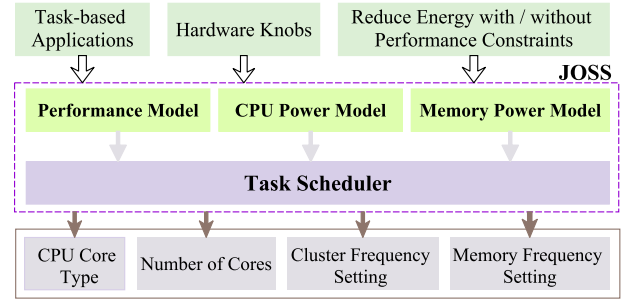 Task-based
Applications
Hardware Knobs
Reduce Energy with / without
Performance Constraints
JOSS
Performance Model
CPU Power Model
Memory Power Model
Task Scheduler
CPU Core
Type
Number of Cores
Cluster Frequency
Setting
Memory Frequency
Setting